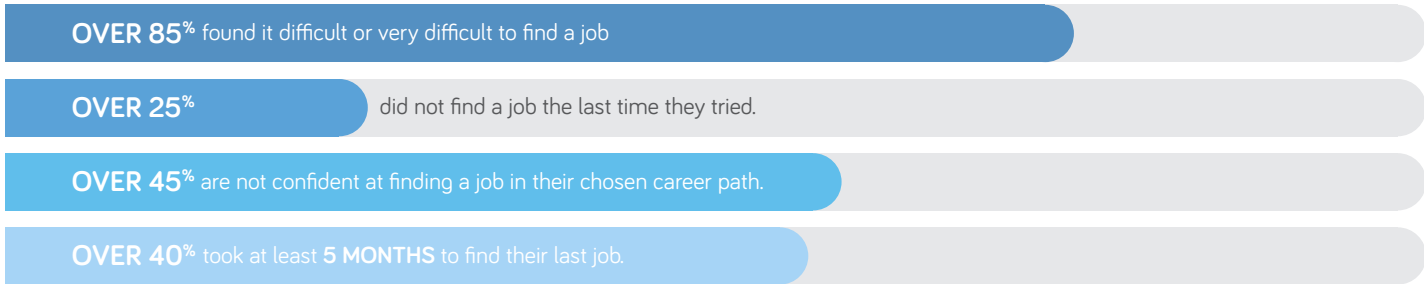 OVER 85% found it difficult or very difficult to find a job
OVER 25% did not find a job the last time they tried.
OVER 45% are not confident at finding a job in their chosen career path.
OVER 40% took at least 5 MONTHS to find their last job.